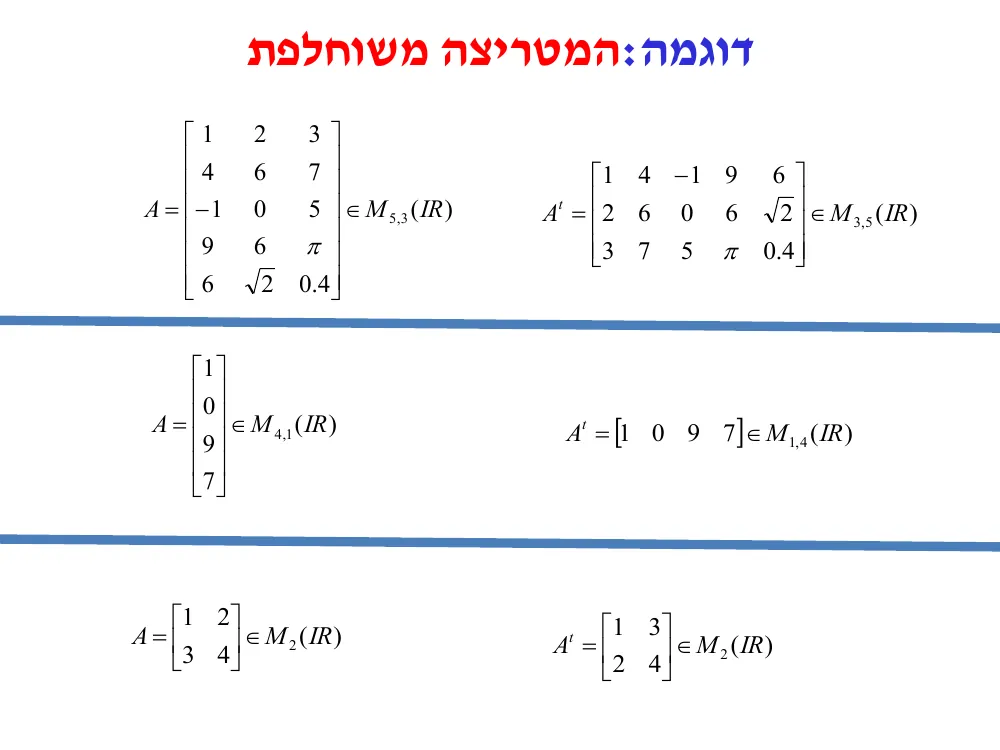 דוגמה:המטריצה משוחלפת
A = [1 2 3
4 6 7
−1 0 5
9 6 π
6 √2 0.4] ∈ M5,3(IR)
Aᵗ = [1 4 −1 9 6
2 6 0 6 √2
3 7 5 π 0.4] ∈ M3,5(IR)
A = [1
0
9
7] ∈ M4,1(IR)
Aᵗ = [1 0 9 7] ∈ M1,4(IR)
A = [1 2
3 4] ∈ M2(IR)
Aᵗ = [1 3
2 4] ∈ M2(IR)